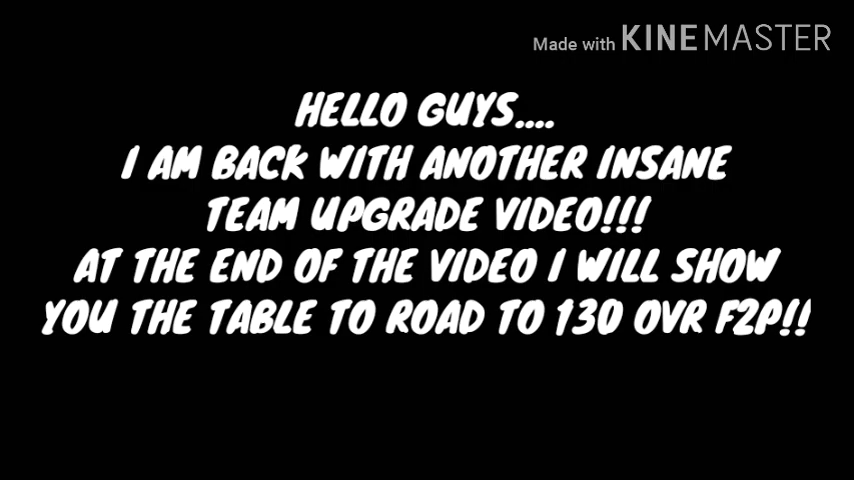 Made with KINEMASTER
HELLO GUYS....
I AM BACK WITH ANOTHER INSANE
TEAM UPGRADE VIDEO!!!
AT THE END OF THE VIDEO I WILL SHOW
YOU THE TABLE TO ROAD TO 130 OVR F2P!!